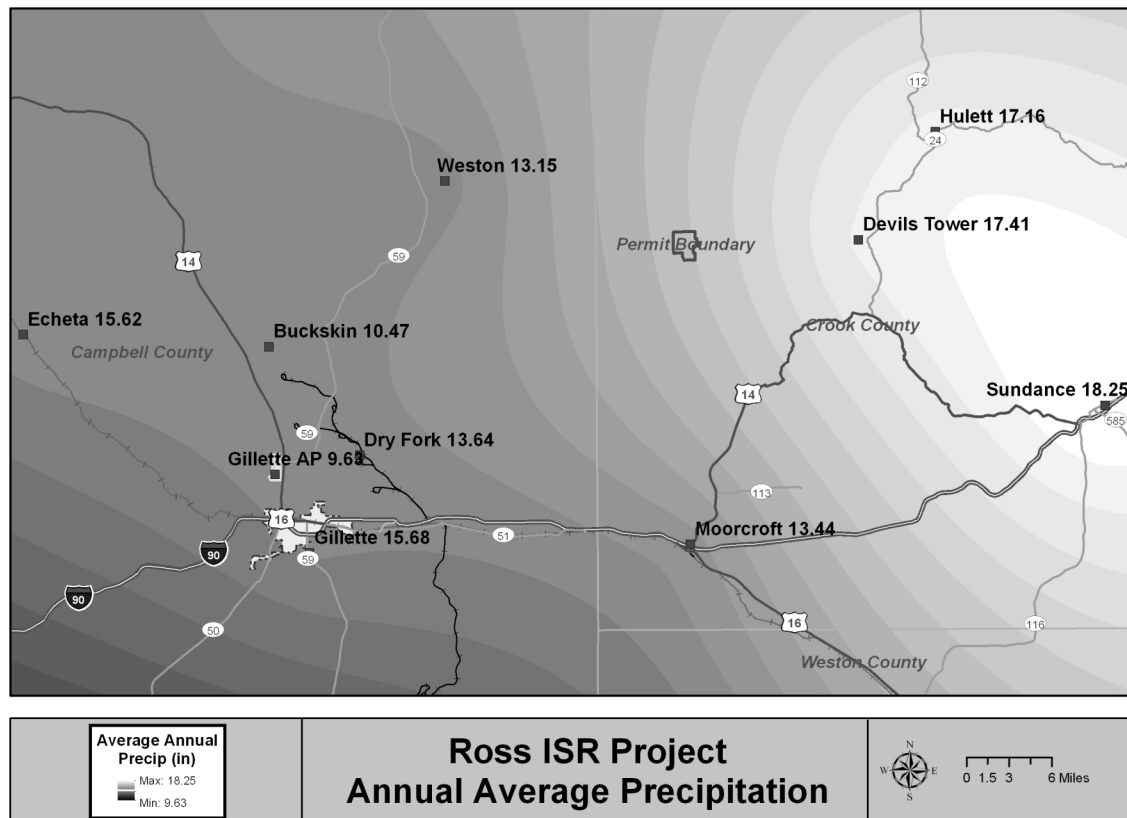 112
Hulett 17.16
24
Weston 13.15
Devils Tower 17.41
Permit Boundary
14
59
Echeta 15.62
Crook County
Buckskin 10.47
Campbell County
14
Sundance 18.25
585
59
Dry Fork 13.64
Gillette AP 9.63
113
16
Moorcroft 13.44
51
Gillette 15.68
90
59
90
16
116
50
Weston County
Average Annual
Precip (in)
Max: 18.25
Min: 9.63
Ross ISR Project
Annual Average Precipitation
N
W E
S
0 1.5 3 6 Miles